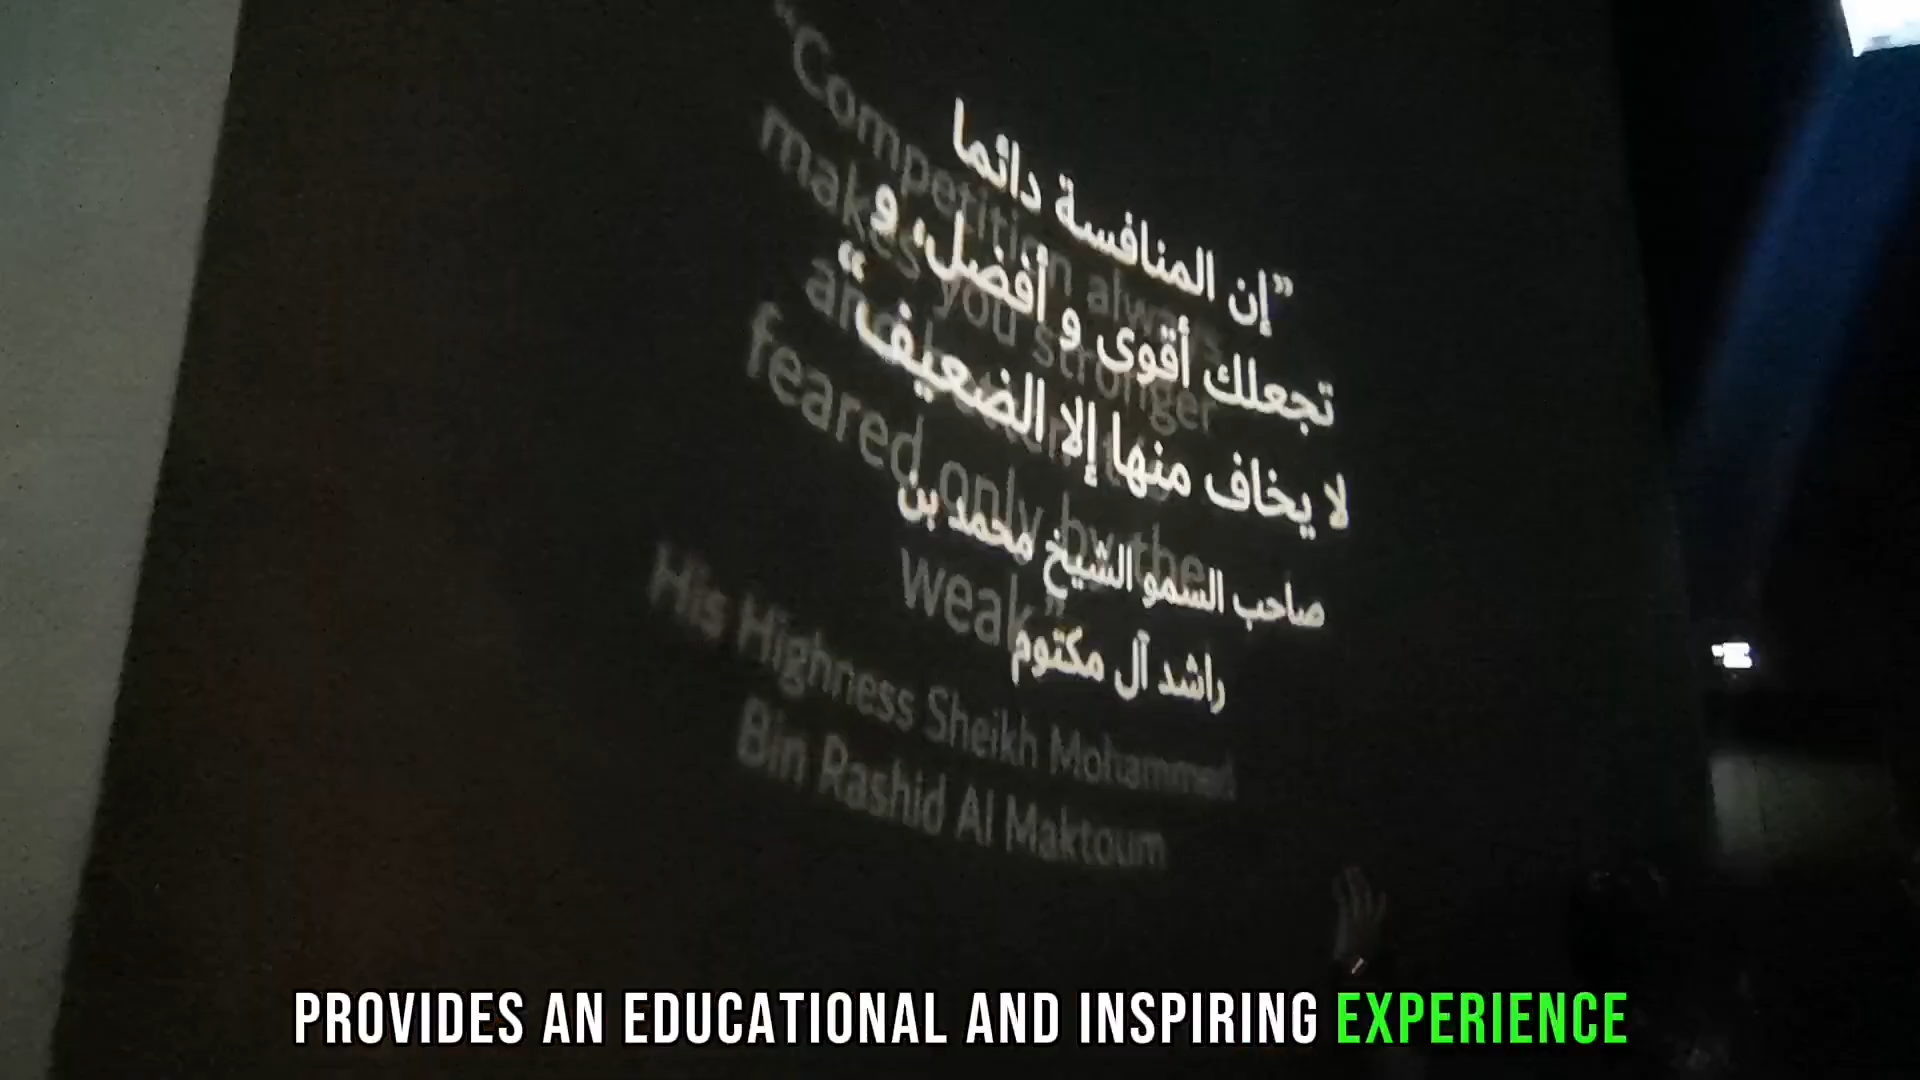 "Competition always
makes you stronger
and better
feared only by the
weak"
His Highness Sheikh Mohammed
Bin Rashid Al Maktoum
”إن المنافسة دائما
تجعلك أقوى و أفضل، و
لا يخاف منها إلا الضعيف“
صاحب السمو الشيخ محمد بن
راشد آل مكتوم
PROVIDES AN EDUCATIONAL AND INSPIRING EXPERIENCE